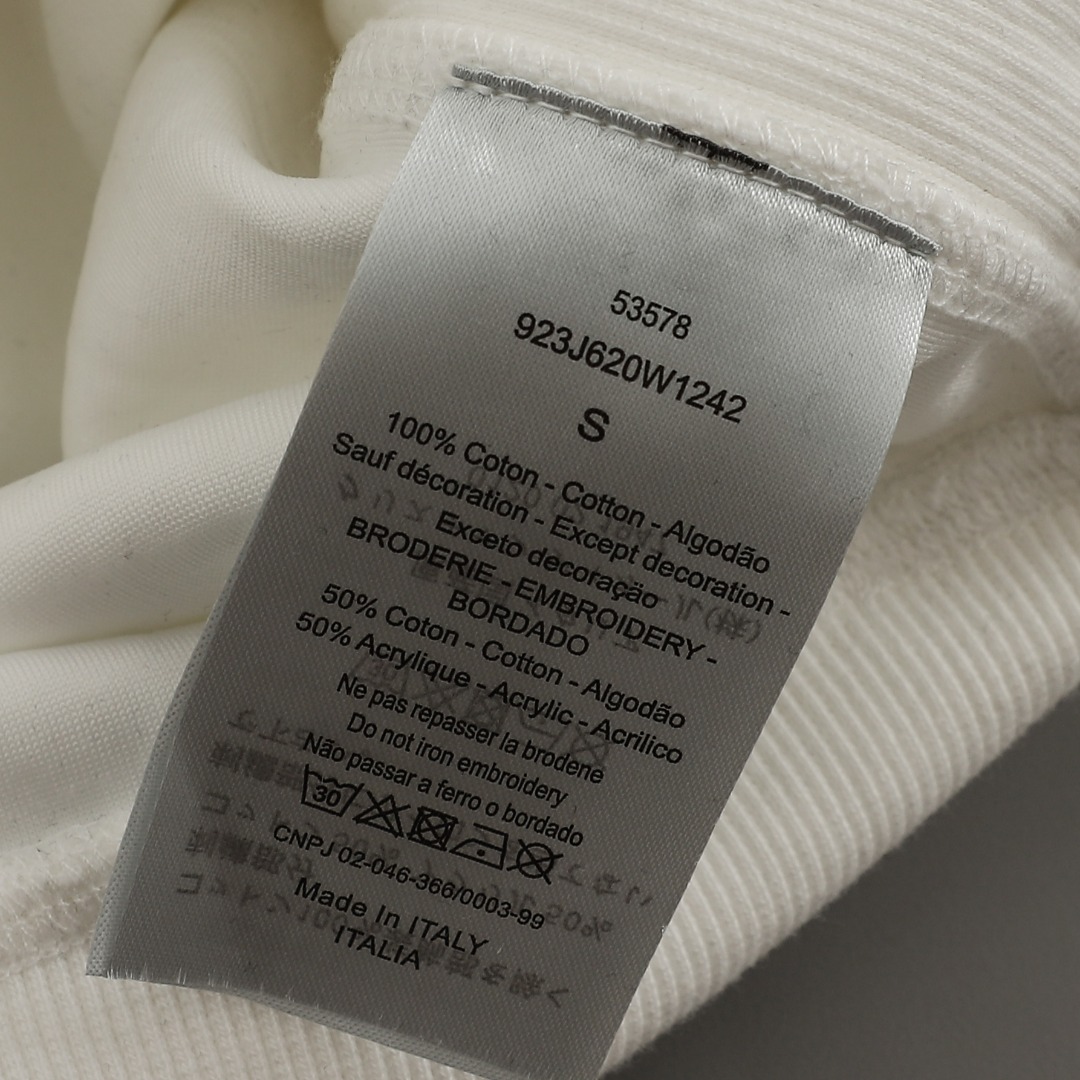 53578
923J620W1242
S
100% Coton - Cotton - Algodão
Sauf décoration - Except decoration -
Exceto decoração
BRODERIE - EMBROIDERY -
BORDADO
50% Coton - Cotton - Algodão
50% Acrylique - Acrylic - Acrilico
Ne pas repasser la brodene
Do not iron embroidery
Não passar a ferro o bordado
30
CNPJ 02-046-366/0003-99
Made In ITALY
ITALIA